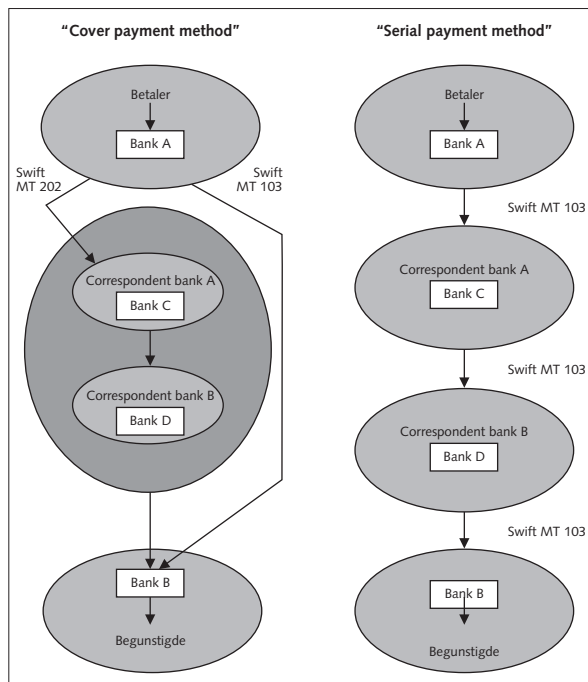 “Cover payment method”
Betaler
Bank A
Swift
MT 202
Swift
MT 103
Correspondent bank A
Bank C
Correspondent bank B
Bank D
Bank B
Begunstigde
“Serial payment method”
Betaler
Bank A
Swift MT 103
Correspondent bank A
Bank C
Swift MT 103
Correspondent bank B
Bank D
Swift MT 103
Bank B
Begunstigde